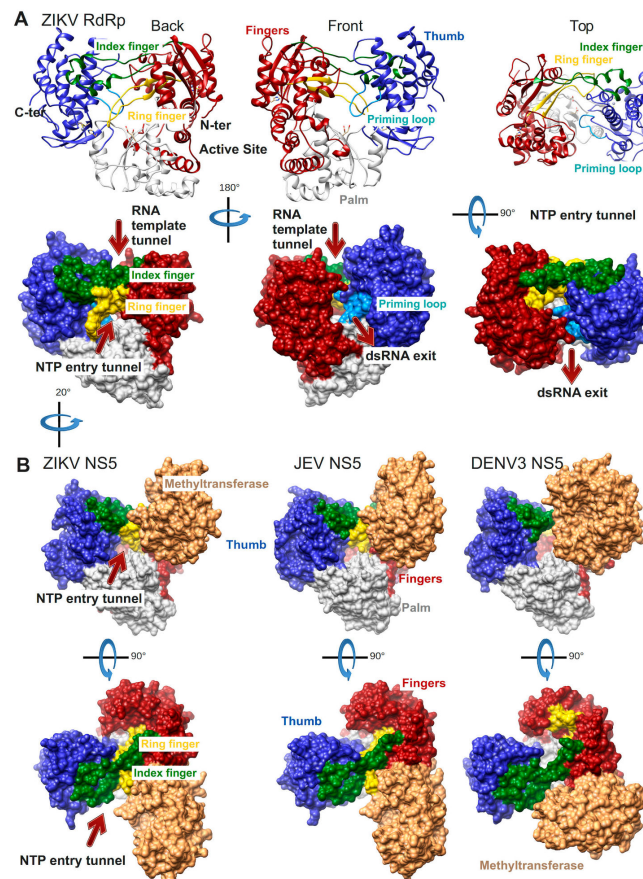 A ZIKV RdRp Back Front Top
Fingers Thumb
Index finger
Index finger
Ring finger
C-ter
Ring finger
N-ter
Priming loop
Active Site
Priming loop
Palm
RNA
template
tunnel
180°
RNA
template
tunnel
90°
NTP entry tunnel
Index finger
Ring finger
Priming loop
NTP entry tunnel
dsRNA exit
dsRNA exit
20°
B ZIKV NS5 JEV NS5 DENV3 NS5
Methyltransferase
Thumb
NTP entry tunnel
Fingers
Palm
90° 90° 90°
Fingers
Thumb
Ring finger
Index finger
NTP entry tunnel
Methyltransferase